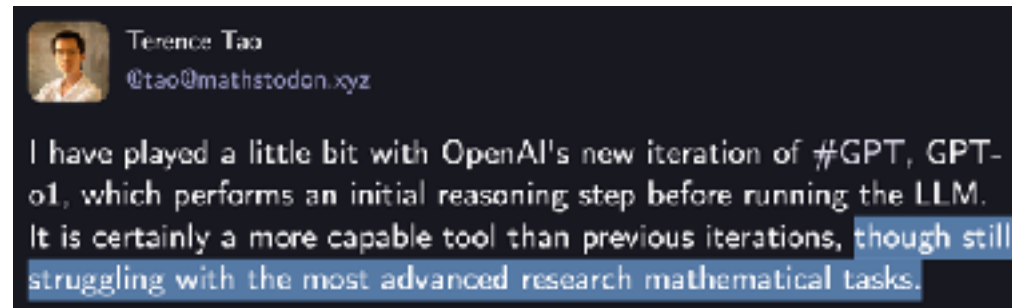 Terence Tao
@tao@mathstodon.xyz
I have played a little bit with OpenAI's new iteration of #GPT, GPT-
o1, which performs an initial reasoning step before running the LLM.
It is certainly a more capable tool than previous iterations, though still
struggling with the most advanced research mathematical tasks.